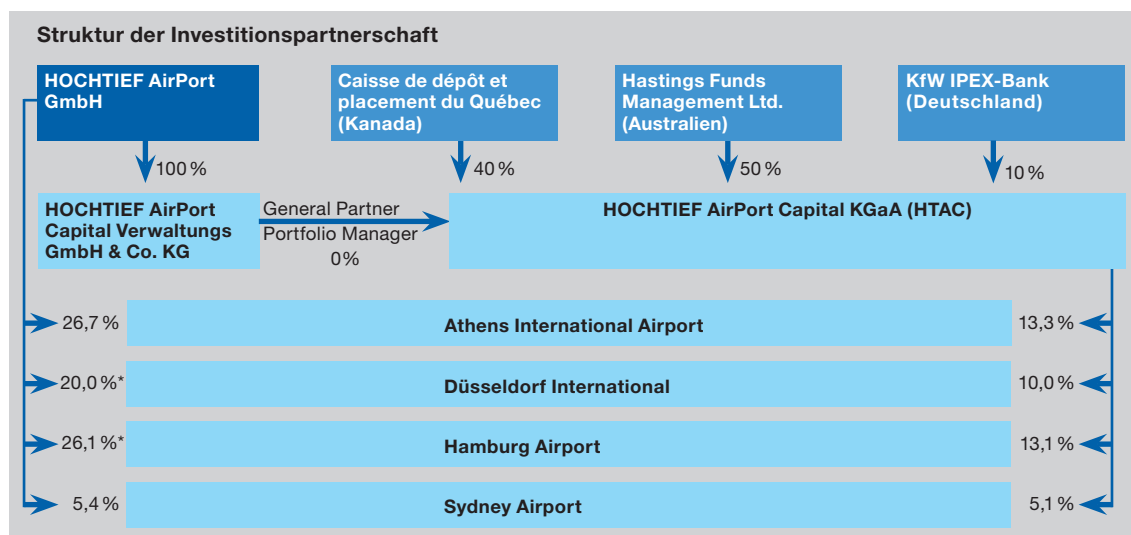 Struktur der Investitionspartnerschaft
HOCHTIEF AirPort
GmbH
Caisse de dépôt et
placement du Québec
(Kanada)
Hastings Funds
Management Ltd.
(Australien)
KfW IPEX-Bank
(Deutschland)
100 %
40 %
50 %
10 %
HOCHTIEF AirPort
Capital Verwaltungs
GmbH & Co. KG
General Partner
Portfolio Manager
0 %
HOCHTIEF AirPort Capital KGaA (HTAC)
26,7 %
Athens International Airport
13,3 %
20,0 %*
Düsseldorf International
10,0 %
26,1 %*
Hamburg Airport
13,1 %
5,4 %
Sydney Airport
5,1 %